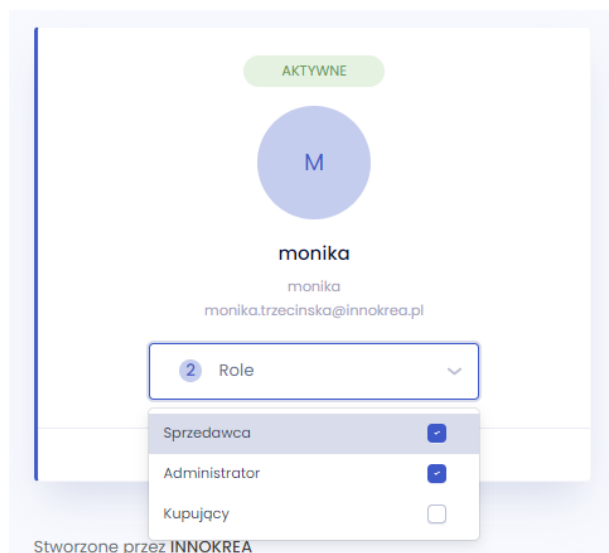 AKTYWNE
M
monika
monika
monika.trzecinska@innokrea.pl
2 Role
Sprzedawca
Administrator
Kupujący
Stworzone przez INNOKREA